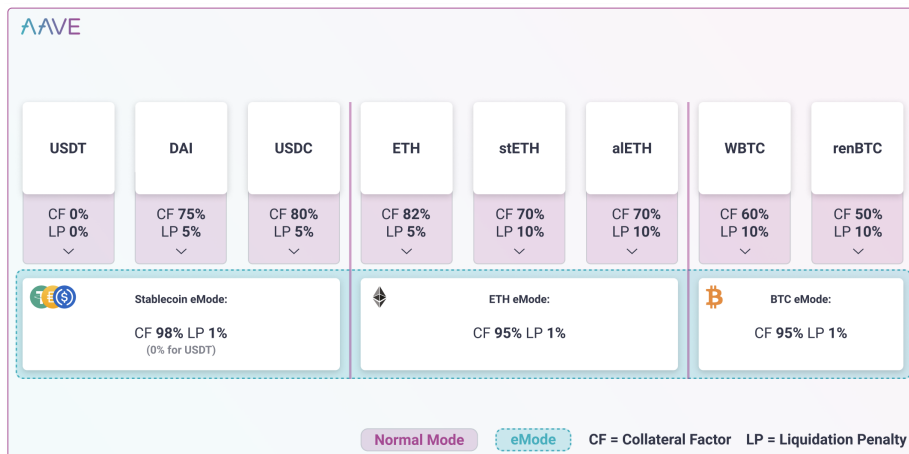 AAVE
USDT DAI USDC ETH stETH alETH WBTC renBTC
CF 0% CF 75% CF 80% CF 82% CF 70% CF 70% CF 60% CF 50%
LP 0% LP 5% LP 5% LP 5% LP 10% LP 10% LP 10% LP 10%
Stablecoin eMode: ETH eMode: BTC eMode:
CF 98% LP 1% CF 95% LP 1% CF 95% LP 1%
(0% for USDT)
Normal Mode eMode CF = Collateral Factor LP = Liquidation Penalty